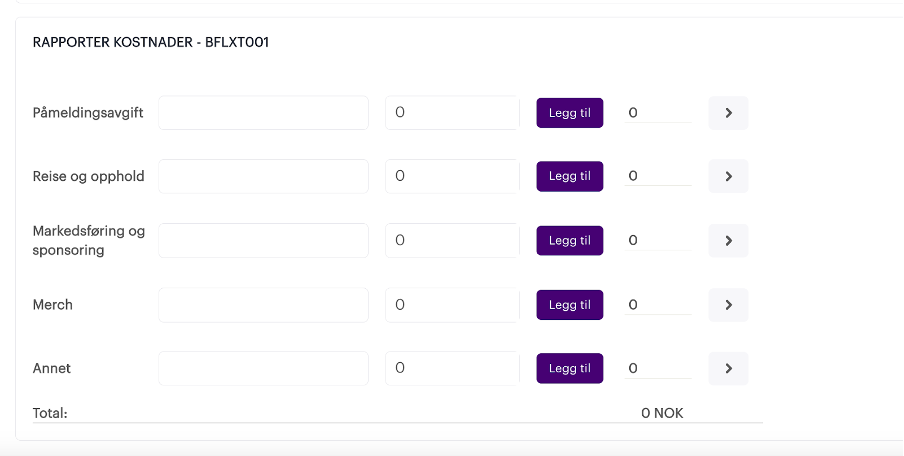 RAPPORTER KOSTNADER - BFLXT001
Påmeldingsavgift 0 Legg til 0
Reise og opphold 0 Legg til 0
Markedsføring og
sponsoring 0 Legg til 0
Merch 0 Legg til 0
Annet 0 Legg til 0
Total: 0 NOK